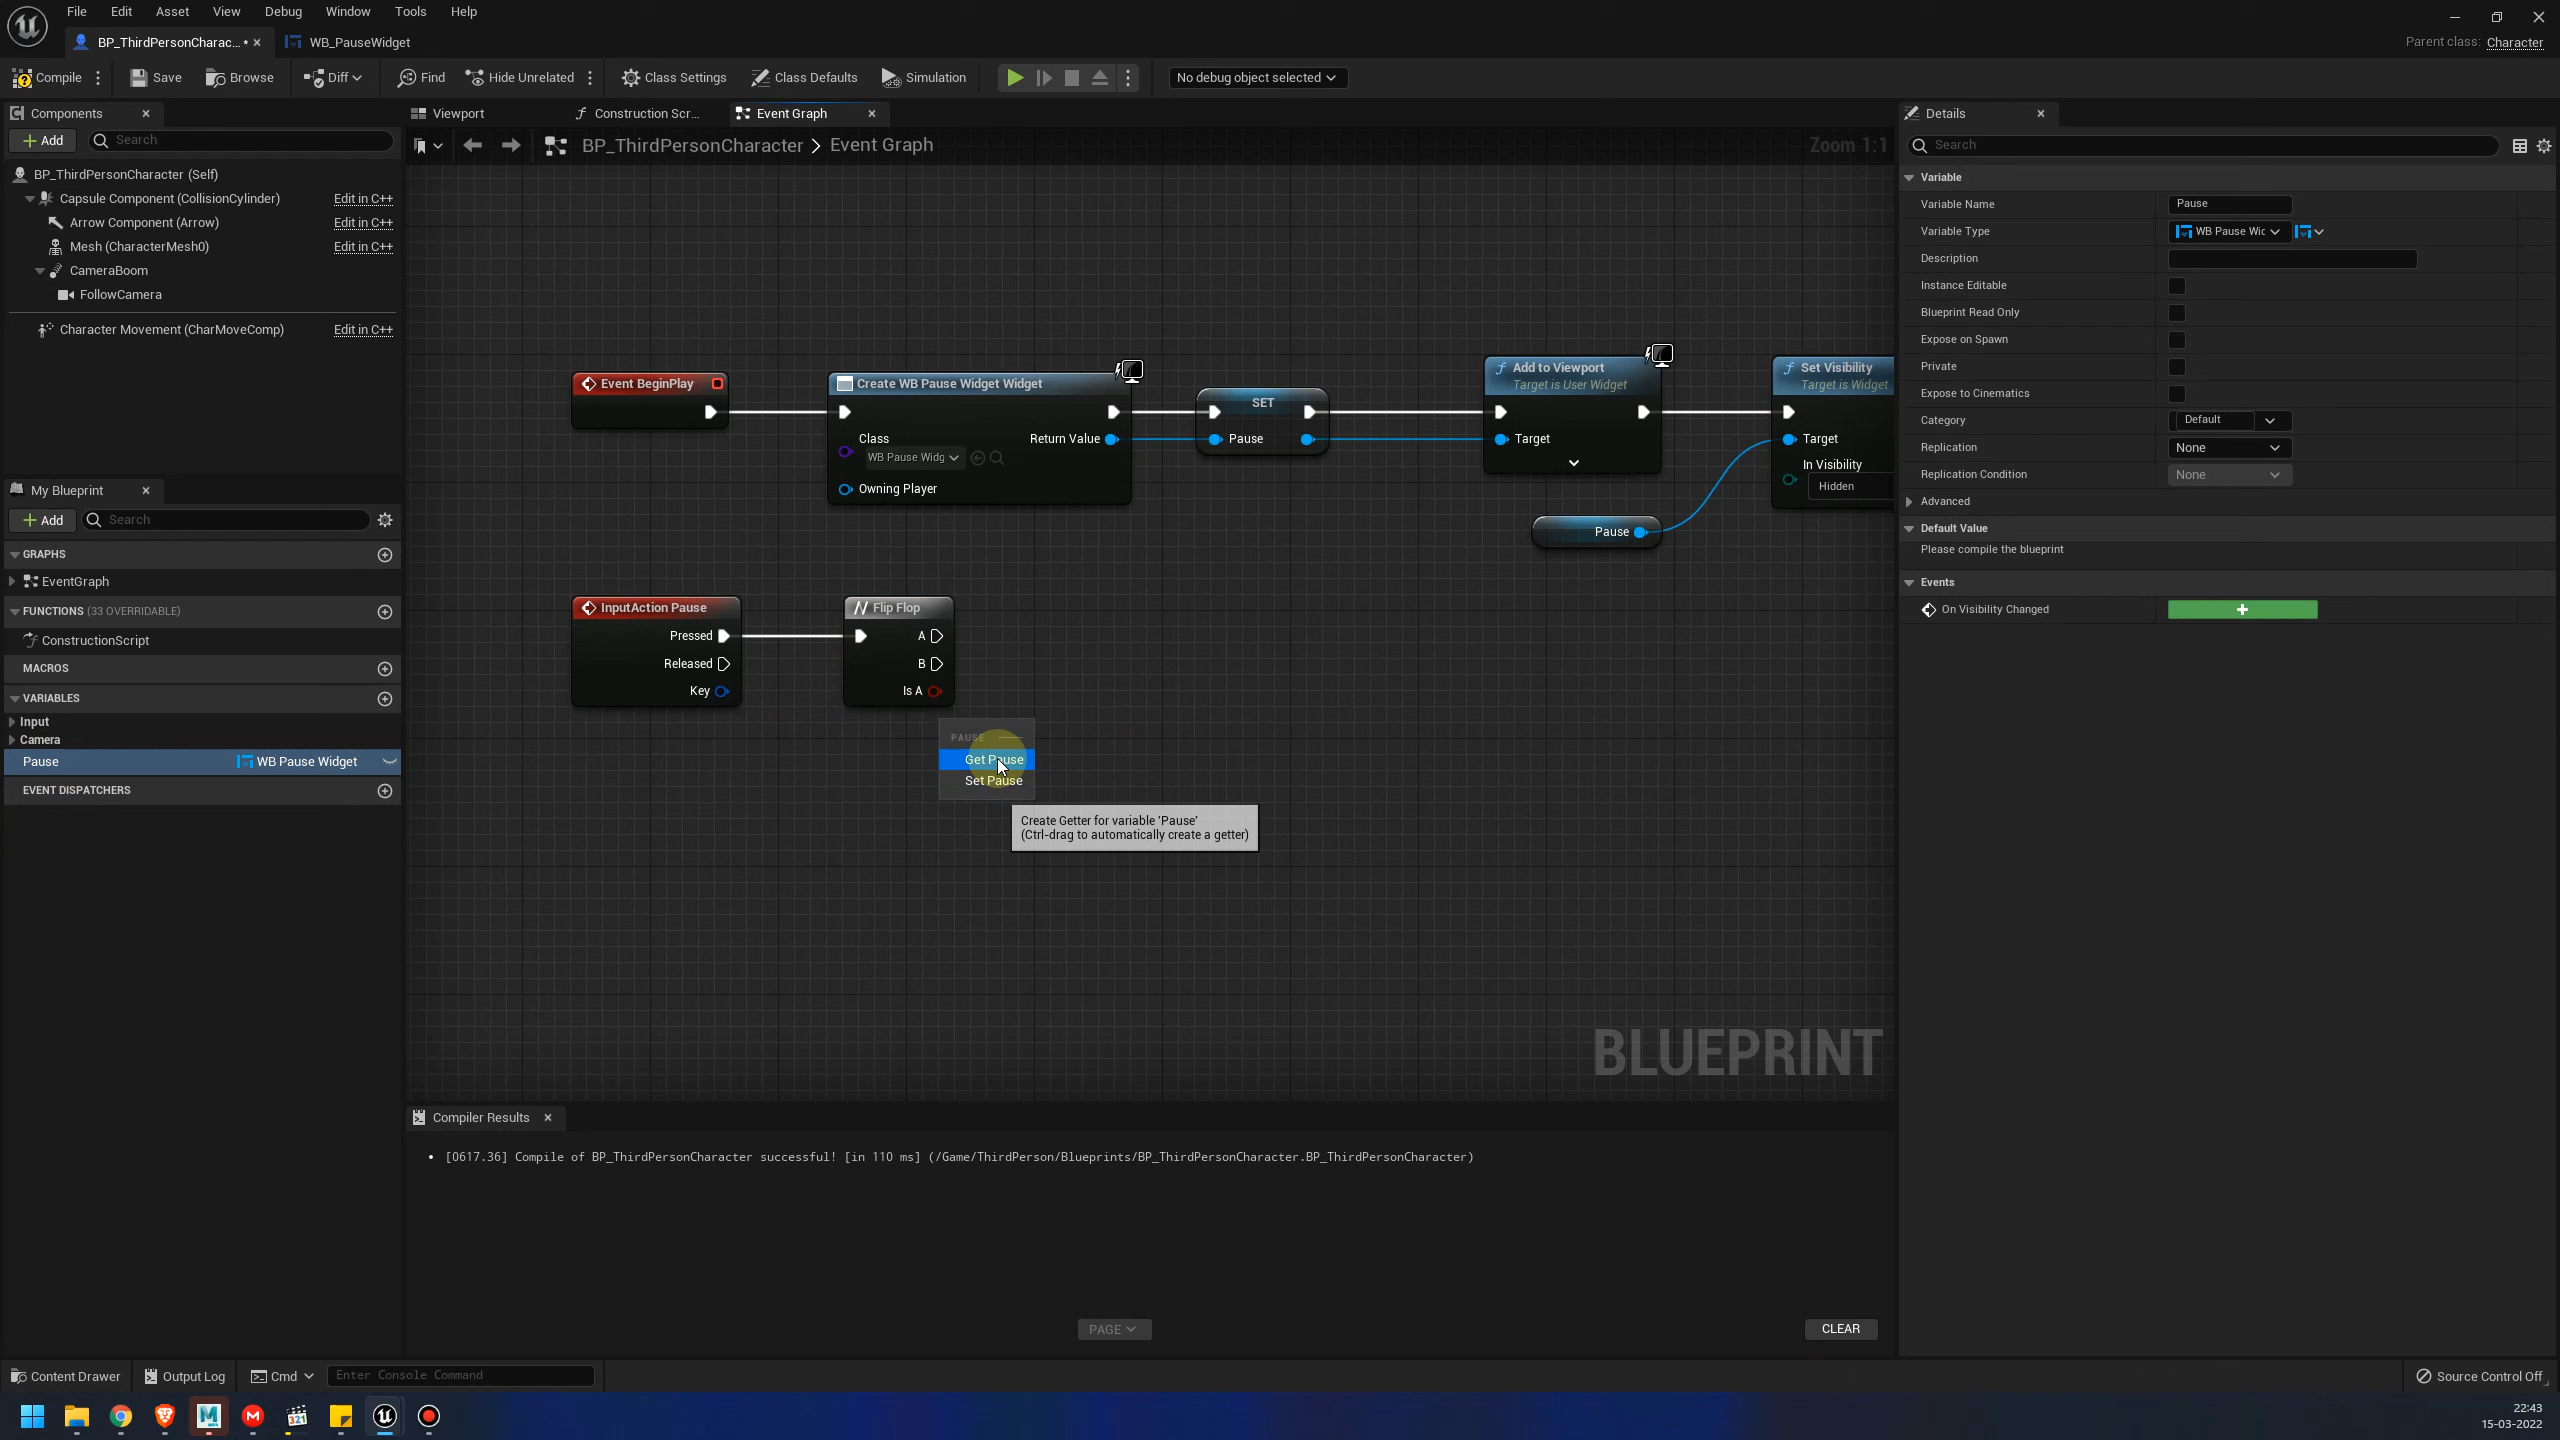 File Edit Asset View Debug Window Tools Help
BP_ThirdPersonCharac... •
WB_PauseWidget
Parent class: Character
Compile Save Browse Diff Find Hide Unrelated Class Settings Class Defaults Simulation No debug object selected
Components
Add Search
BP_ThirdPersonCharacter (Self)
Capsule Component (CollisionCylinder) Edit in C++
Arrow Component (Arrow) Edit in C++
Mesh (CharacterMesh0) Edit in C++
CameraBoom
FollowCamera
Character Movement (CharMoveComp) Edit in C++
My Blueprint
Add Search
GRAPHS
EventGraph
FUNCTIONS (33 OVERRIDABLE)
ConstructionScript
MACROS
VARIABLES
Input
Camera
Pause WB Pause Widget
EVENT DISPATCHERS
Viewport Construction Scr... Event Graph
BP_ThirdPersonCharacter > Event Graph
Zoom 1:1
Event BeginPlay
Create WB Pause Widget Widget
Class
WB Pause Widg
Return Value
Owning Player
SET
Pause
Add to Viewport
Target is User Widget
Target
Set Visibility
Target is Widget
Target
In Visibility
Hidden
Pause
InputAction Pause
Pressed
Released
Key
Flip Flop
A
B
Is A
PAUSE
Get Pause
Set Pause
Create Getter for variable 'Pause'
(Ctrl-drag to automatically create a getter)
BLUEPRINT
Compiler Results
• [0617.36] Compile of BP_ThirdPersonCharacter successful! [in 110 ms] (/Game/ThirdPerson/Blueprints/BP_ThirdPersonCharacter.BP_ThirdPersonCharacter)
PAGE
CLEAR
Details
Search
Variable
Variable Name Pause
Variable Type WB Pause Wic
Description
Instance Editable
Blueprint Read Only
Expose on Spawn
Private
Expose to Cinematics
Category Default
Replication None
Replication Condition None
Advanced
Default Value
Please compile the blueprint
Events
On Visibility Changed
Content Drawer Output Log Cmd Enter Console Command
Source Control Off
321
22:43
15-03-2022